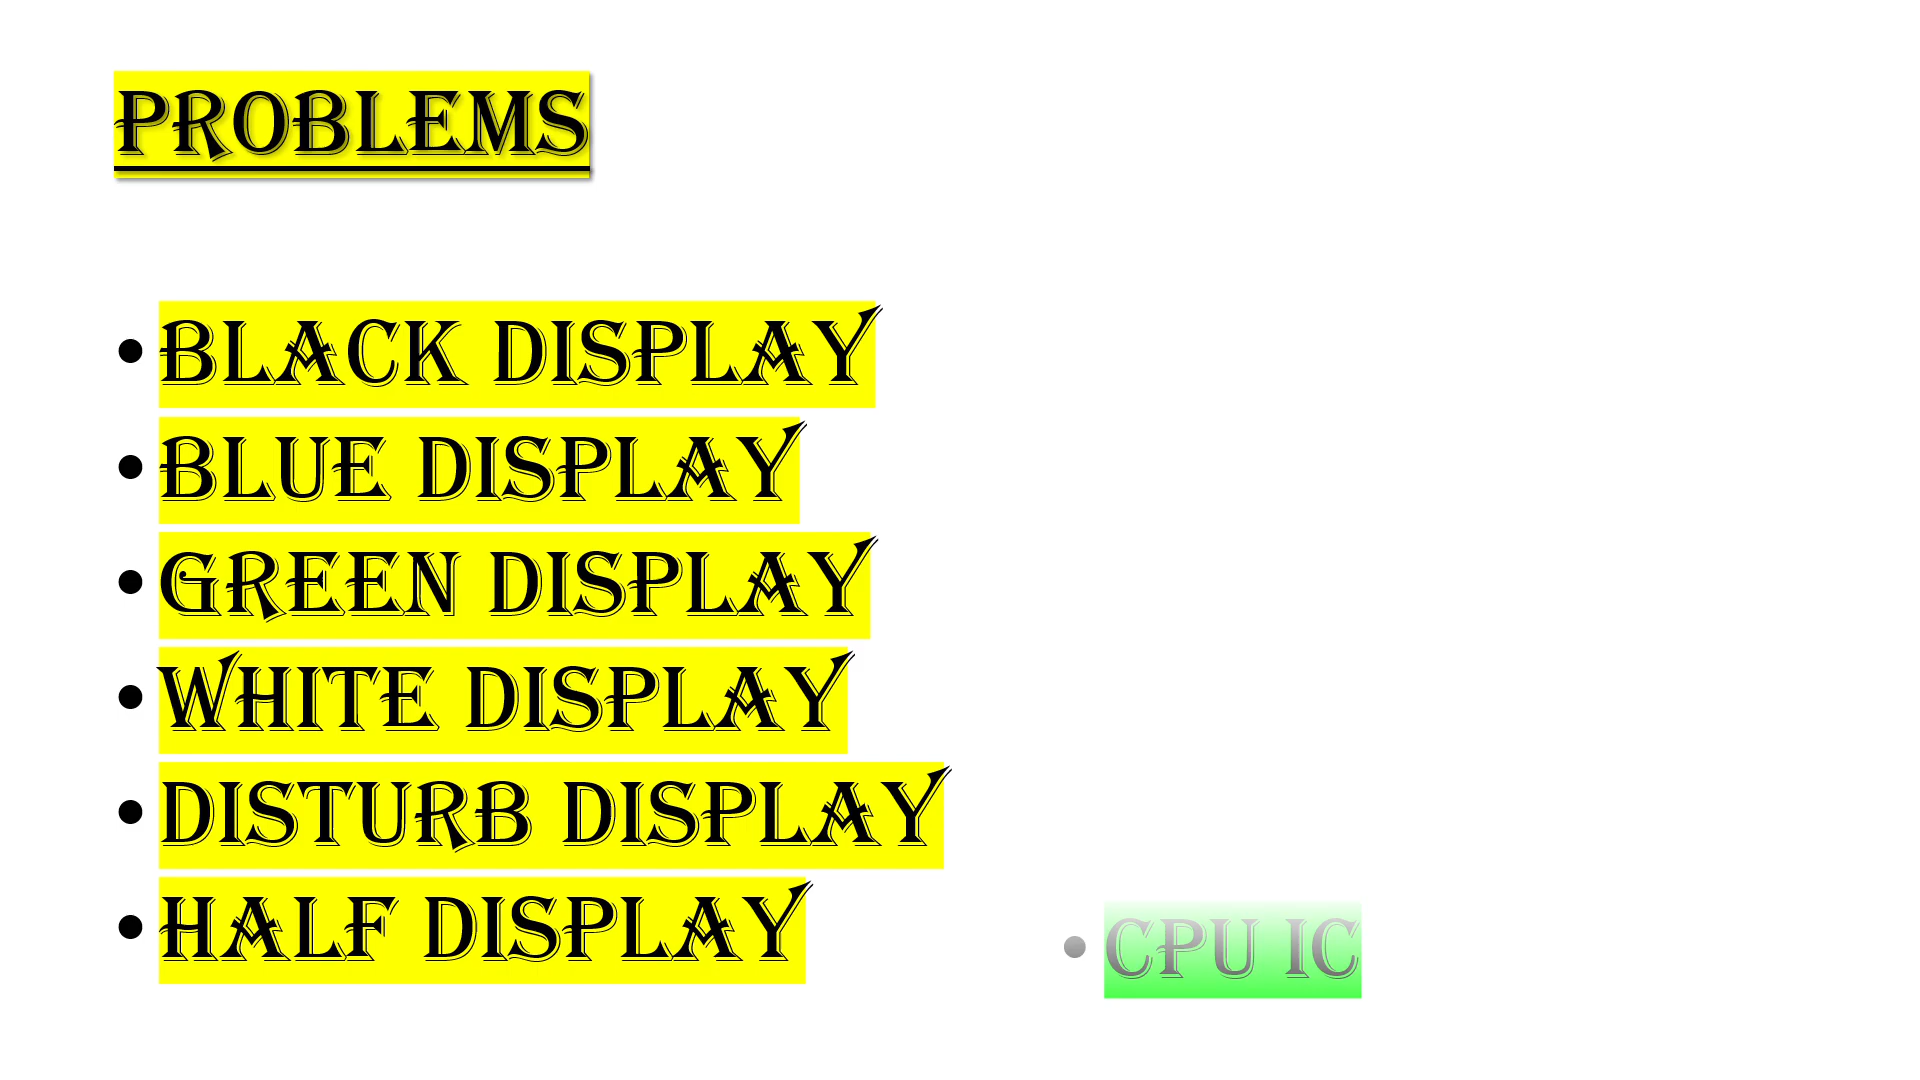 PROBLEMS
• BLACK DISPLAY
• BLUE DISPLAY
• GREEN DISPLAY
• WHITE DISPLAY
• DISTURB DISPLAY
• HALF DISPLAY
• CPU IC